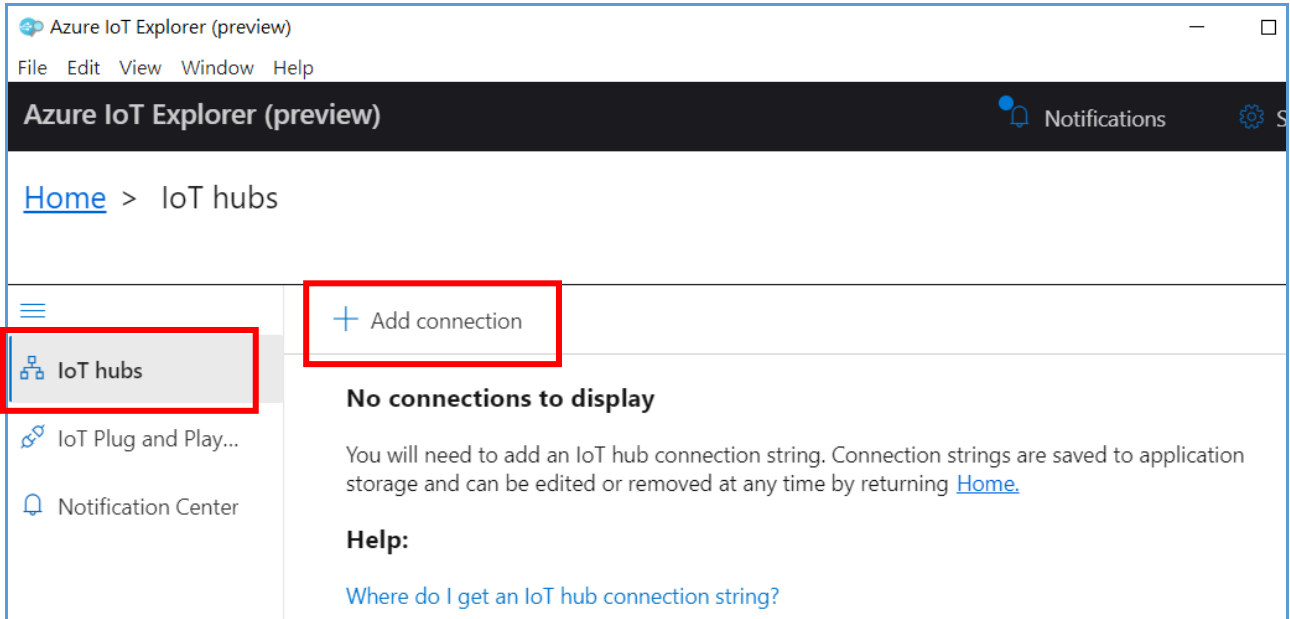 Azure IoT Explorer (preview)
File Edit View Window Help
Azure IoT Explorer (preview)
Notifications
S
Home > IoT hubs
+ Add connection
IoT hubs
No connections to display
IoT Plug and Play...
You will need to add an IoT hub connection string. Connection strings are saved to application
storage and can be edited or removed at any time by returning Home.
Notification Center
Help:
Where do I get an IoT hub connection string?